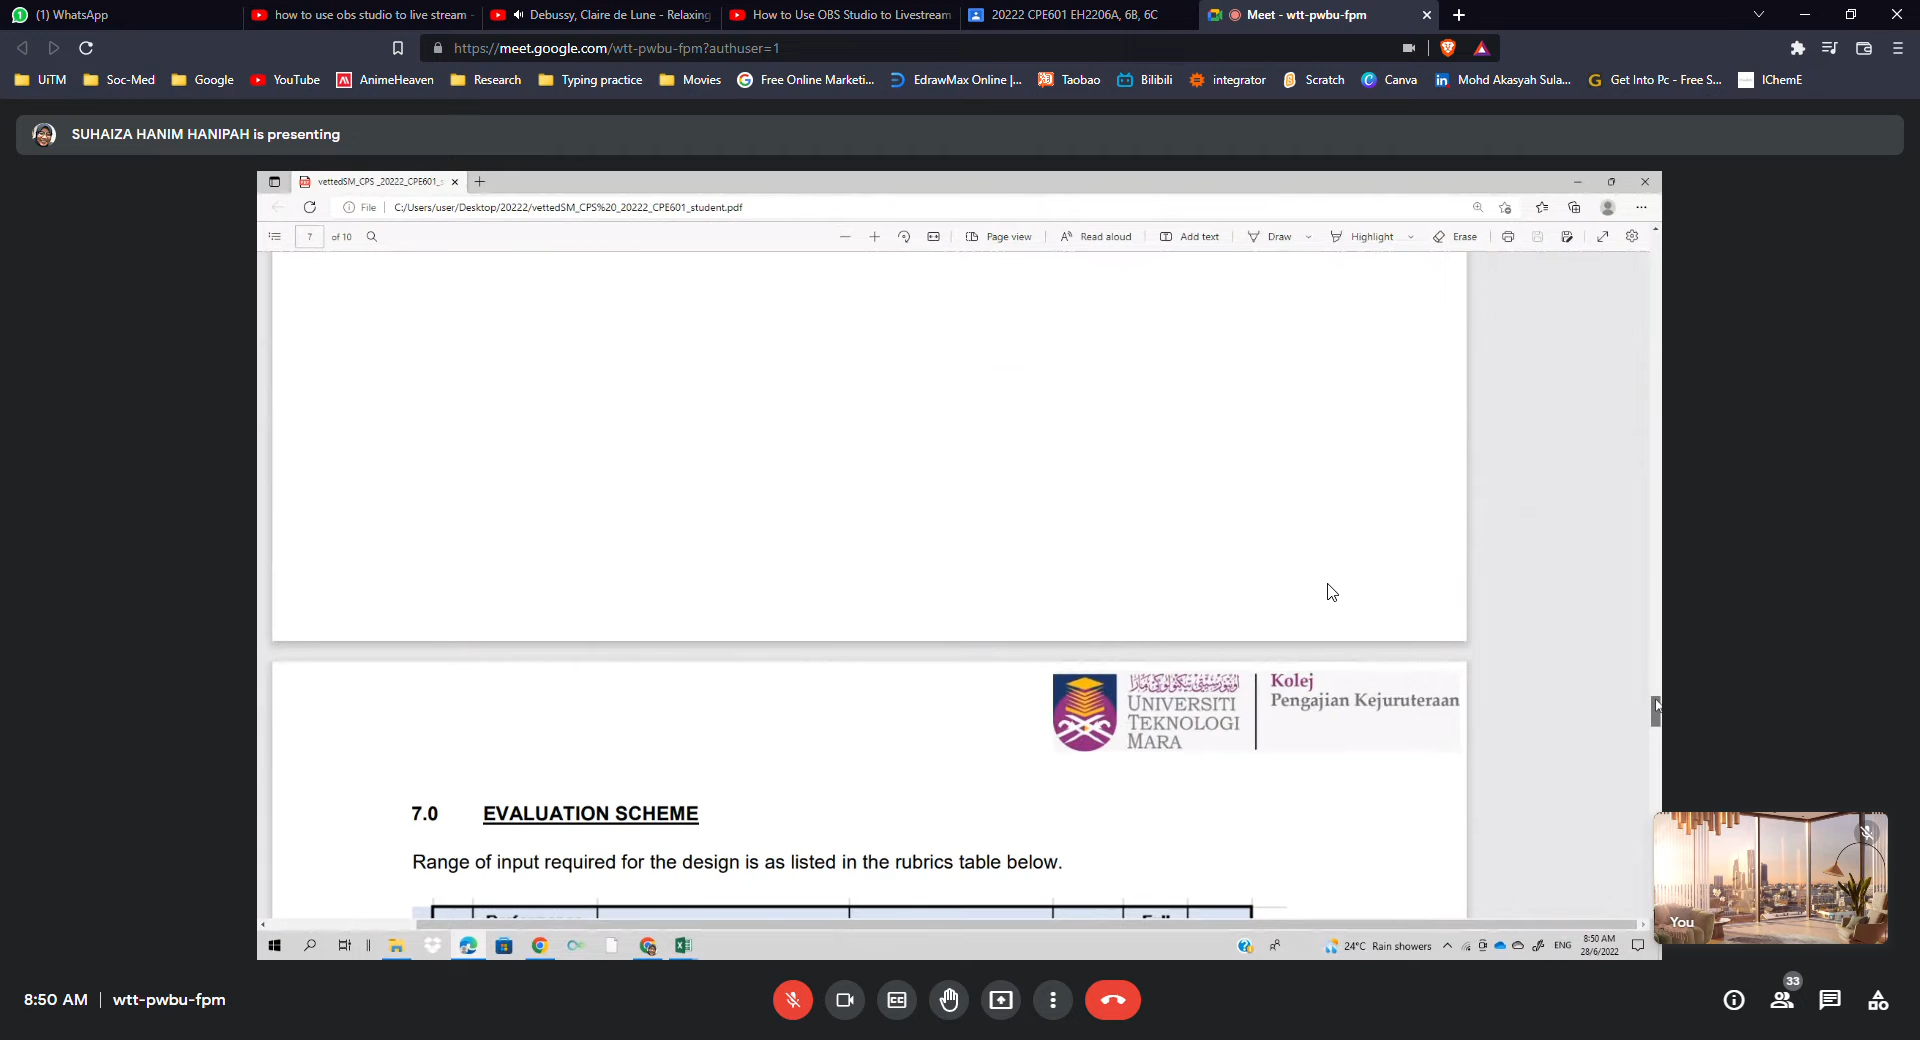 (1) WhatsApp
how to use obs studio to live stream -
Debussy, Claire de Lune - Relaxing
How to Use OBS Studio to Livestream
20222 CPE601 EH2206A, 6B, 6C
Meet - wtt-pwbu-fpm
https://meet.google.com/wtt-pwbu-fpm?authuser=1
UiTM
Soc-Med
Google
YouTube
AnimeHeaven
Research
Typing practice
Movies
Free Online Marketi...
EdrawMax Online |...
Taobao
Bilibili
integrator
Scratch
Canva
Mohd Akasyah Sula...
Get Into Pc - Free S...
IChemE
SUHAIZA HANIM HANIPAH is presenting
vettedSM_CPS _20222_CPE601_s
File
C:/Users/user/Desktop/20222/vettedSM_CPS%20_20222_CPE601_student.pdf
7 of 10
Page view
Read aloud
Add text
Draw
Highlight
Erase
UNIVERSITI
TEKNOLOGI
MARA
Kolej
Pengajian Kejuruteraan
7.0 EVALUATION SCHEME
Range of input required for the design is as listed in the rubrics table below.
You
24°C Rain showers
ENG
8:50 AM
28/6/2022
8:50 AM | wtt-pwbu-fpm
33